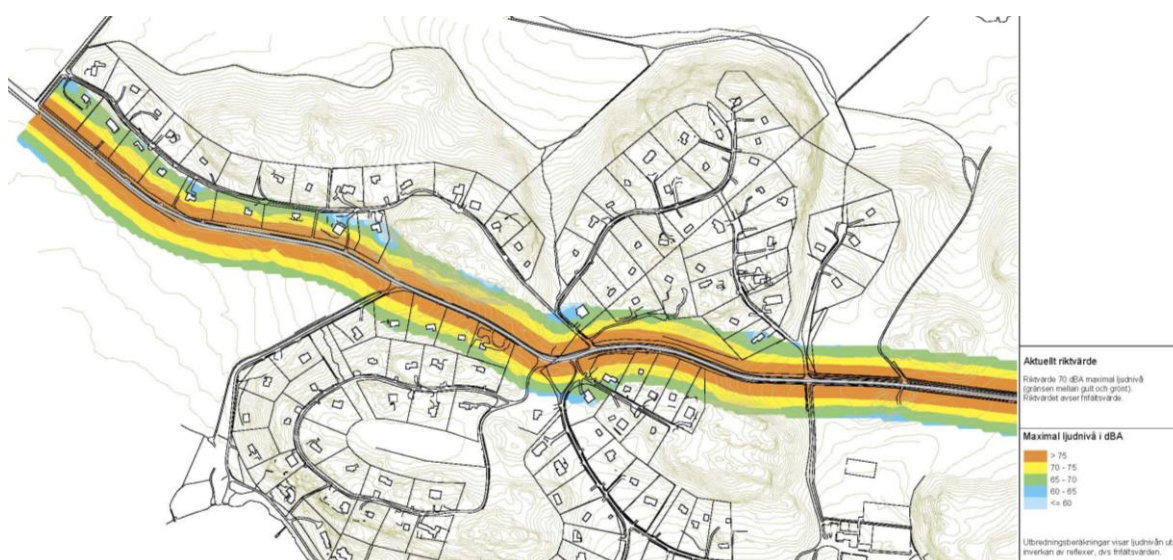 Aktuellt riktvärde
Riktvärde 70 dBA maximal ljudnivå
(gränsen mellan gult och grönt).
Riktvärdet avser frifältsvärde.
Maximal ljudnivå i dBA
> 75
70 - 75
65 - 70
60 - 65
<= 60
Utbredningsberäkningar visar ljudnivån
inverkan av reflexer, dvs frifältsvärden